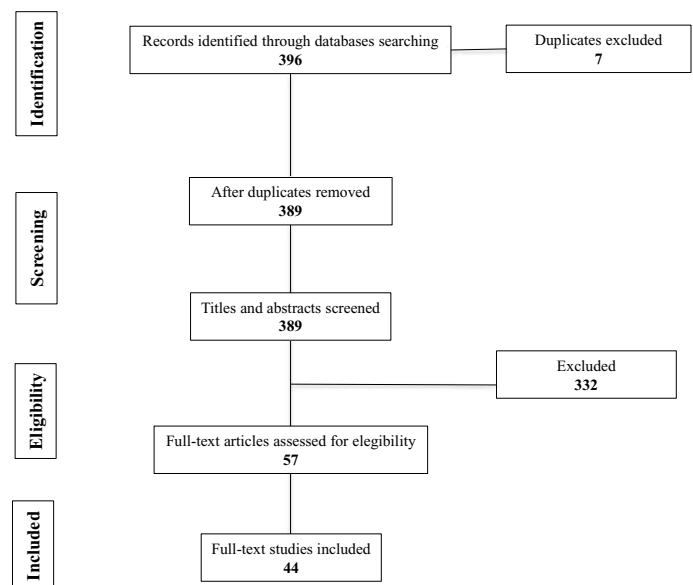 Identification
Records identified through databases searching
396
Duplicates excluded
7
Screening
After duplicates removed
389
Titles and abstracts screened
389
Excluded
332
Eligibility
Full-text articles assessed for elegibility
57
Included
Full-text studies included
44